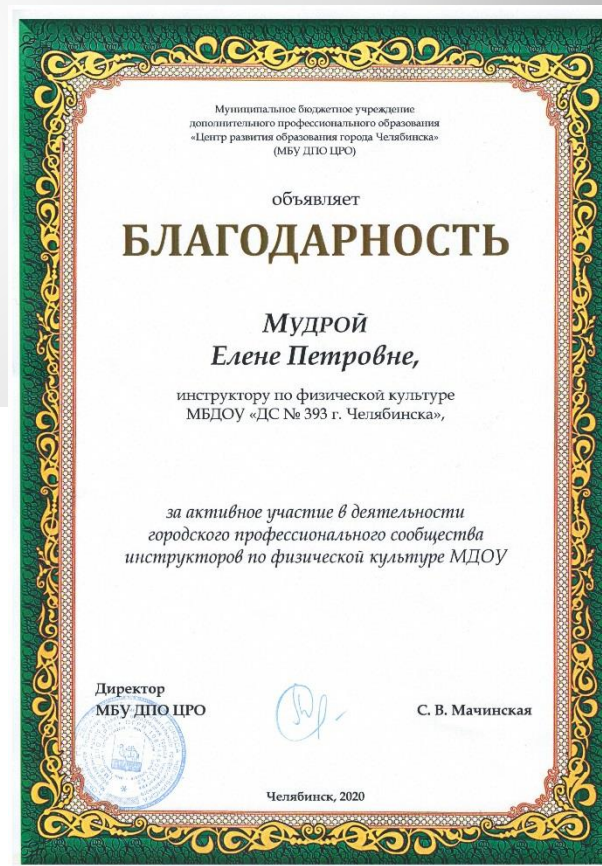 Муниципальное бюджетное учреждение
дополнительного профессионального образования
«Центр развития образования города Челябинска»
(МБУ ДПО ЦРО)
объявляет
БЛАГОДАРНОСТЬ
Мудрой
Елене Петровне,
инструктору по физической культуре
МБДОУ «ДС № 393 г. Челябинска»,
за активное участие в деятельности
городского профессионального сообщества
инструкторов по физической культуре МДОУ
Директор
МБУ ДПО ЦРО
С. В. Мачинская
Челябинск, 2020